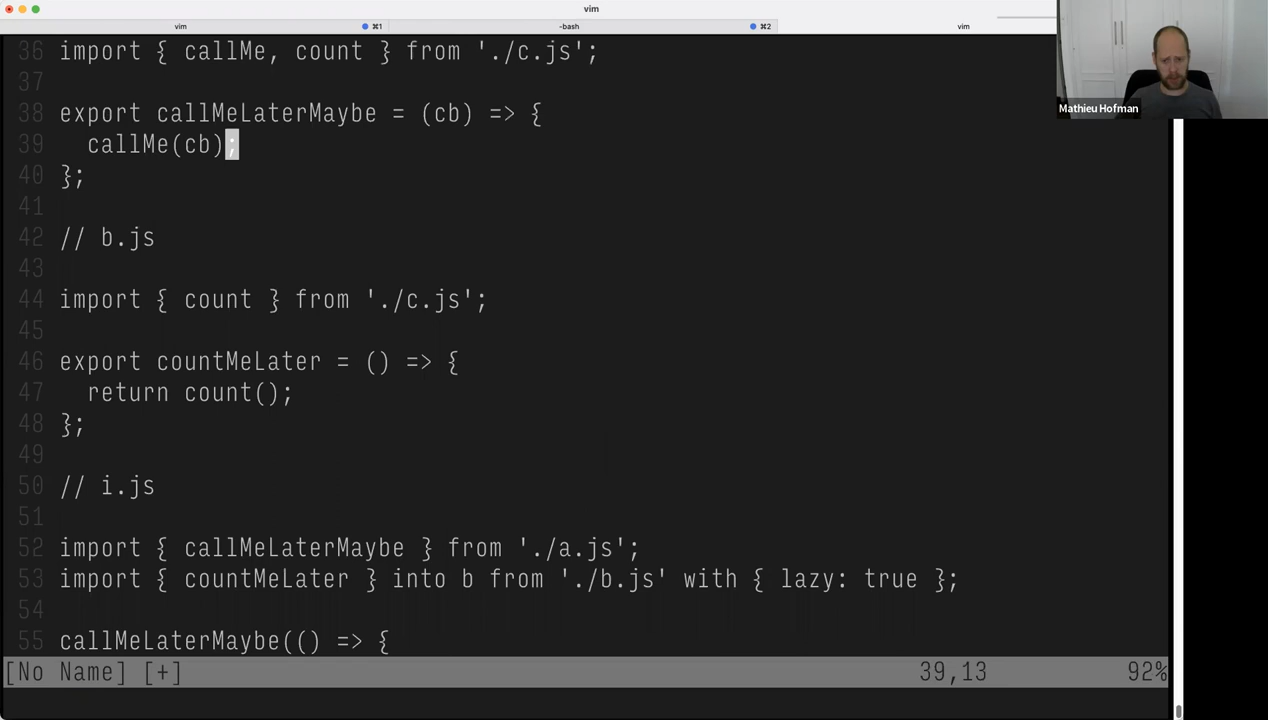 vim
vim ⌘1 -bash ⌘2 vim
36 import { callMe, count } from './c.js';
37
38 export callMeLaterMaybe = (cb) => {
39 callMe(cb);
40 };
41
42 // b.js
43
44 import { count } from './c.js';
45
46 export countMeLater = () => {
47 return count();
48 };
49
50 // i.js
51
52 import { callMeLaterMaybe } from './a.js';
53 import { countMeLater } into b from './b.js' with { lazy: true };
54
55 callMeLaterMaybe(() => {
[No Name] [+] 39,13 92%
Mathieu Hofman